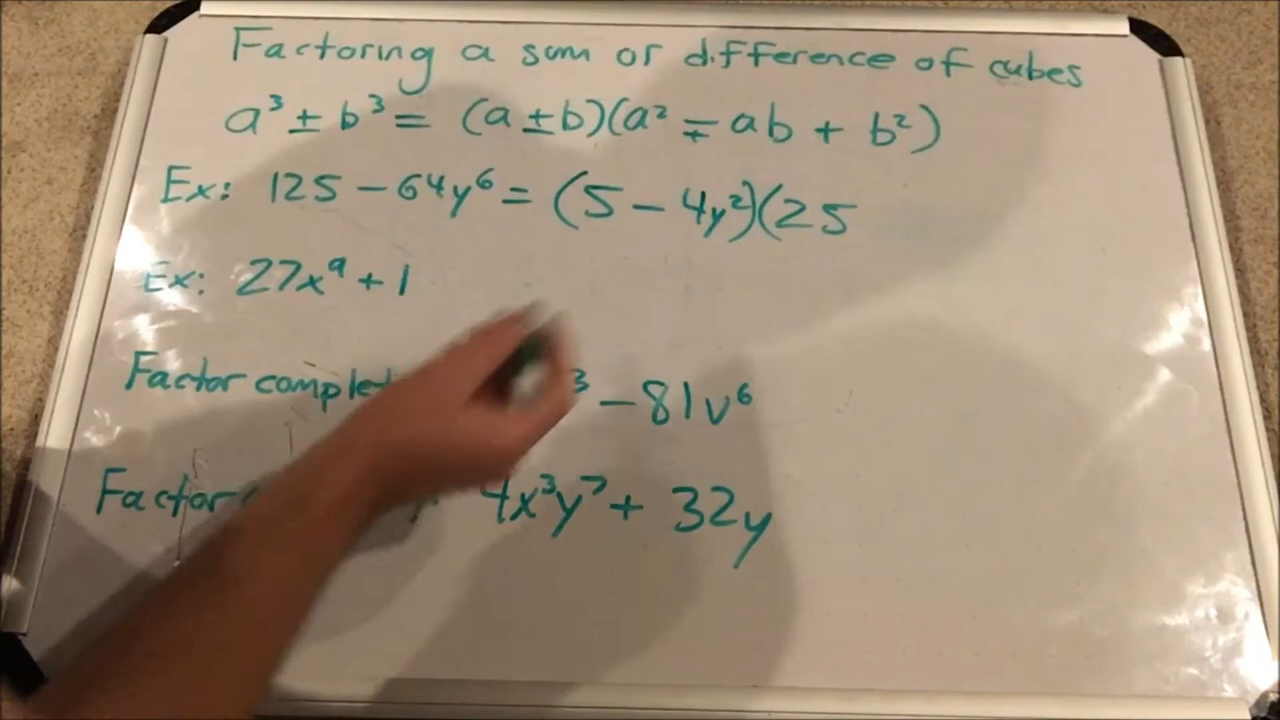 Factoring a sum or difference of cubes
a³ ± b³ = (a ± b)(a² ∓ ab + b²)
Ex: 125 - 64y⁶ = (5 - 4y²)(25
Ex: 27x⁹ + 1
Factor complet ³ - 81v⁶
Factor 4x³y⁷ + 32y